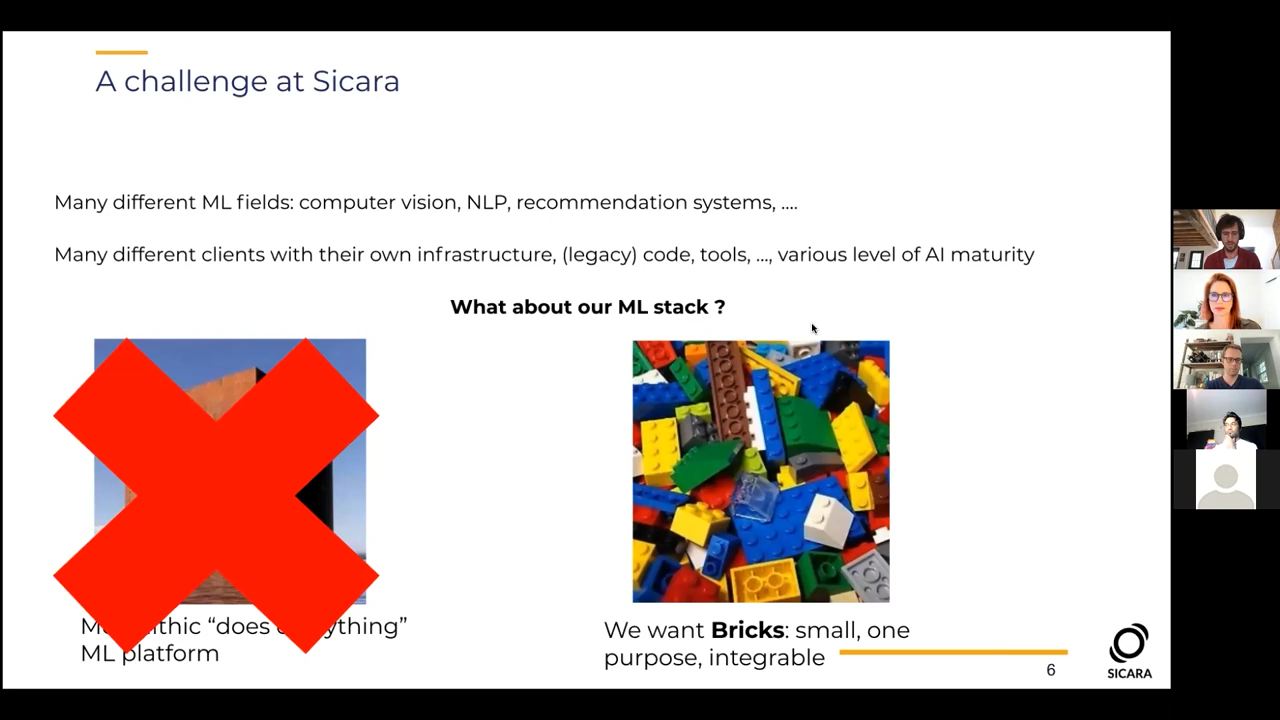 A challenge at Sicara
Many different ML fields: computer vision, NLP, recommendation systems, ....
Many different clients with their own infrastructure, (legacy) code, tools, ..., various level of AI maturity
What about our ML stack ?
“does
ML platform
We want Bricks: small, one
purpose, integrable
6
SICARA